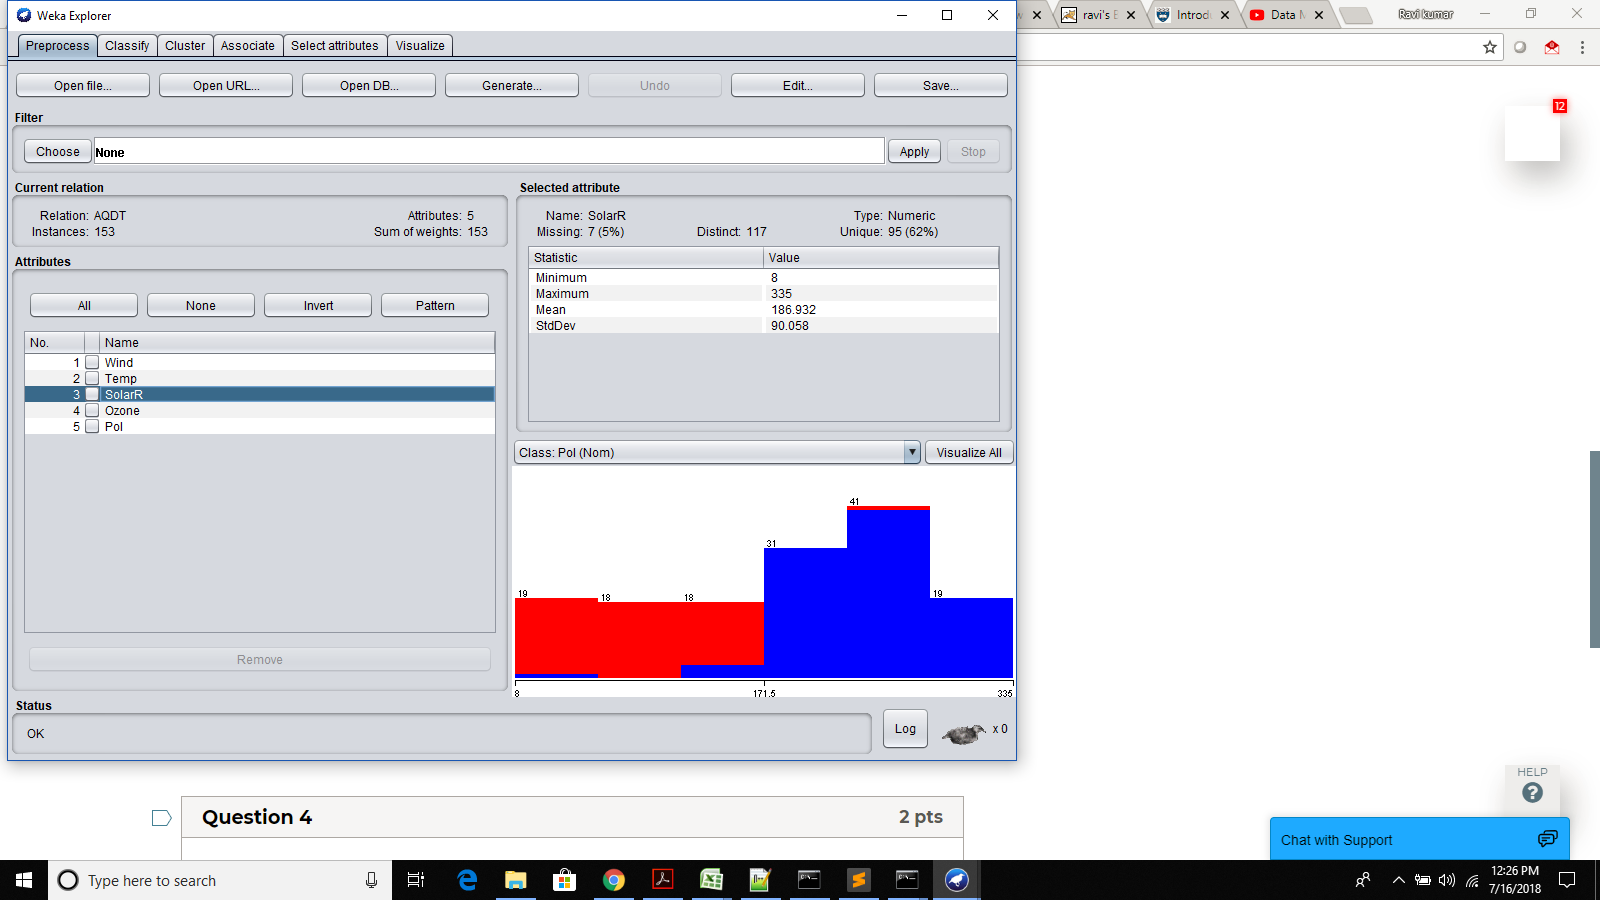 Weka Explorer
ravi's E
Introdu
Data M
Ravi kumar
Preprocess Classify Cluster Associate Select attributes Visualize
Open file... Open URL... Open DB... Generate... Undo Edit... Save...
12
Filter
Choose None Apply Stop
Current relation
Relation: AQDT Attributes: 5
Instances: 153 Sum of weights: 153
Selected attribute
Name: SolarR Type: Numeric
Missing: 7 (5%) Distinct: 117 Unique: 95 (62%)
Statistic Value
Minimum 8
Maximum 335
Mean 186.932
StdDev 90.058
Attributes
All None Invert Pattern
No. Name
1 Wind
2 Temp
3 SolarR
4 Ozone
5 Pol
Remove
Class: Pol (Nom) Visualize All
19 18 18 31 41 19
8 171.5 335
Status
OK
Log
x 0
HELP
?
Question 4 2 pts
Chat with Support
Type here to search
12:26 PM
7/16/2018